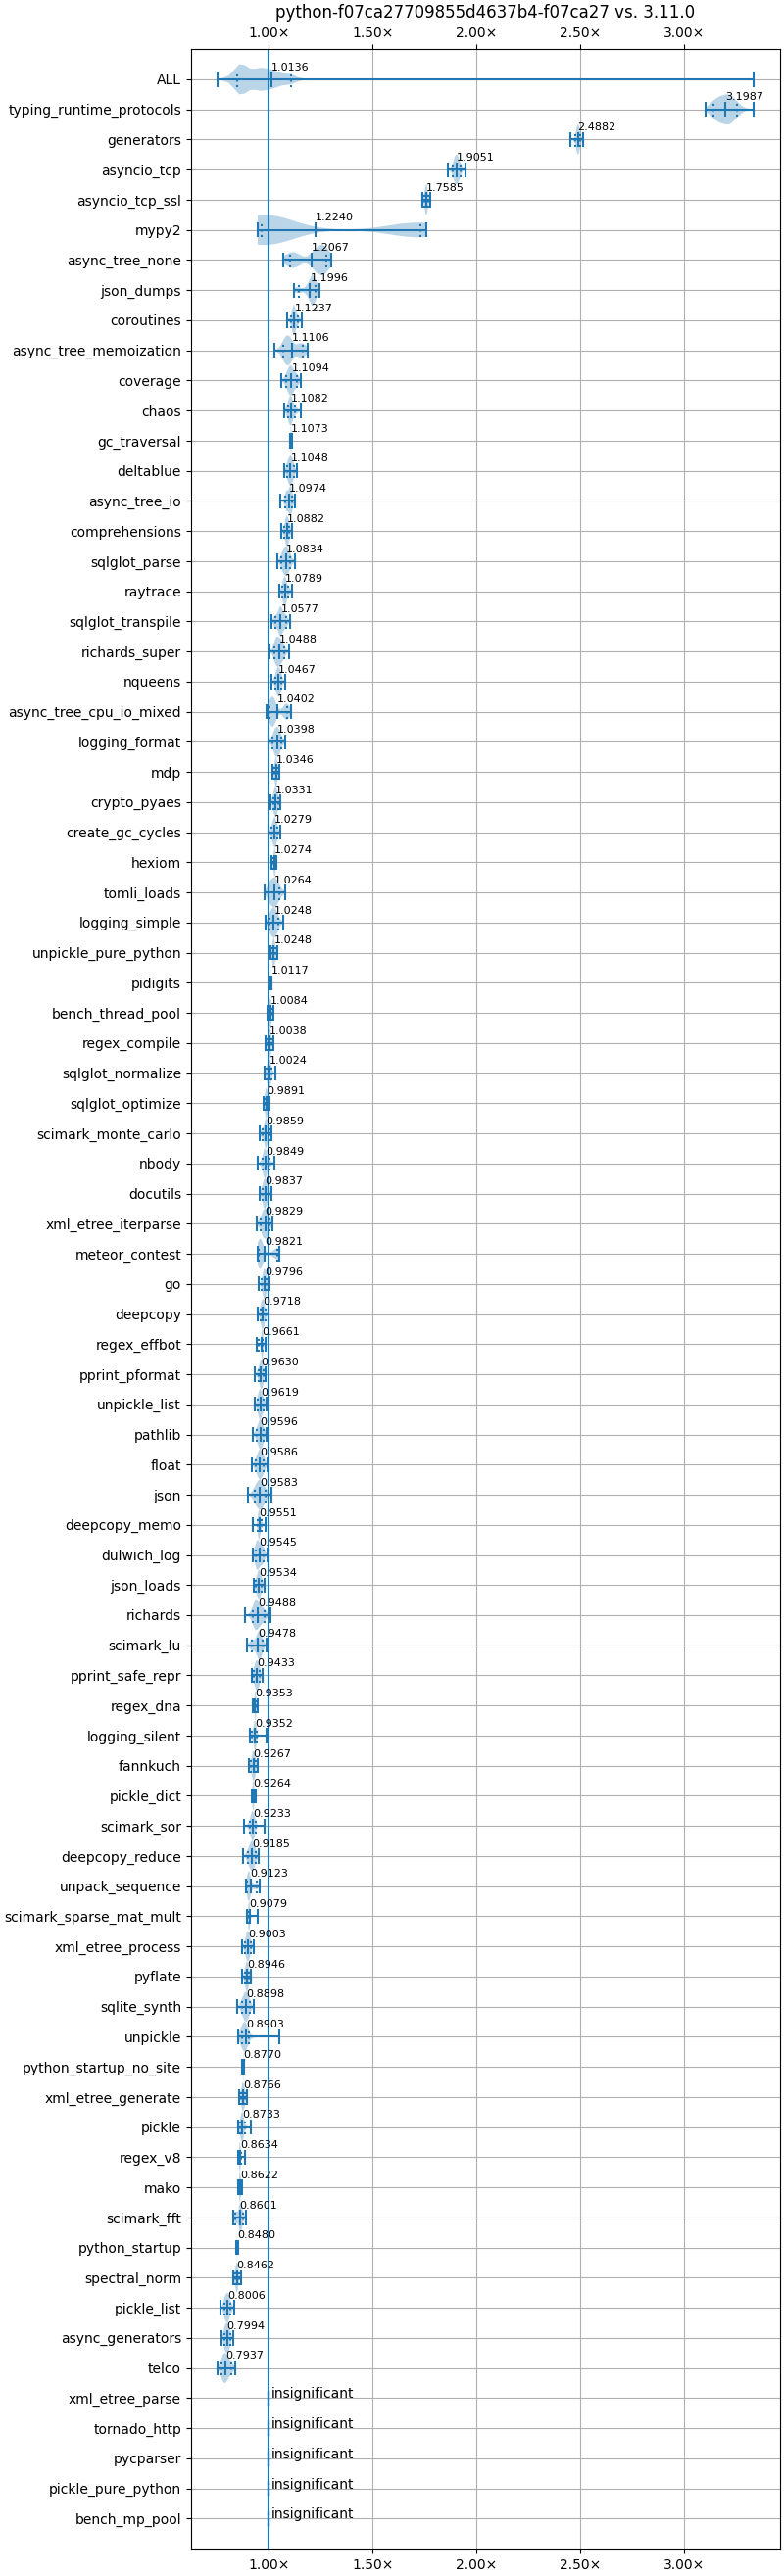 python-f07ca27709855d4637b4-f07ca27 vs. 3.11.0
1.00× 1.50× 2.00× 2.50× 3.00×
ALL 1.0136
typing_runtime_protocols 3.1987
generators 2.4882
asyncio_tcp 1.9051
asyncio_tcp_ssl 1.7585
mypy2 1.2240
async_tree_none 1.2067
json_dumps 1.1996
coroutines 1.1237
async_tree_memoization 1.1106
coverage 1.1094
chaos 1.1082
gc_traversal 1.1073
deltablue 1.1048
async_tree_io 1.0974
comprehensions 1.0882
sqlglot_parse 1.0834
raytrace 1.0789
sqlglot_transpile 1.0577
richards_super 1.0488
nqueens 1.0467
async_tree_cpu_io_mixed 1.0402
logging_format 1.0398
mdp 1.0346
crypto_pyaes 1.0331
create_gc_cycles 1.0279
hexiom 1.0274
tomli_loads 1.0264
logging_simple 1.0248
unpickle_pure_python 1.0248
pidigits 1.0117
bench_thread_pool 1.0084
regex_compile 1.0038
sqlglot_normalize 1.0024
sqlglot_optimize 0.9891
scimark_monte_carlo 0.9859
nbody 0.9849
docutils 0.9837
xml_etree_iterparse 0.9829
meteor_contest 0.9821
go 0.9796
deepcopy 0.9718
regex_effbot 0.9661
pprint_pformat 0.9630
unpickle_list 0.9619
pathlib 0.9596
float 0.9586
json 0.9583
deepcopy_memo 0.9551
dulwich_log 0.9545
json_loads 0.9534
richards 0.9488
scimark_lu 0.9478
pprint_safe_repr 0.9433
regex_dna 0.9353
logging_silent 0.9352
fannkuch 0.9267
pickle_dict 0.9264
scimark_sor 0.9233
deepcopy_reduce 0.9185
unpack_sequence 0.9123
scimark_sparse_mat_mult 0.9079
xml_etree_process 0.9003
pyflate 0.8946
sqlite_synth 0.8898
unpickle 0.8903
python_startup_no_site 0.8770
xml_etree_generate 0.8766
pickle 0.8733
regex_v8 0.8634
mako 0.8622
scimark_fft 0.8601
python_startup 0.8480
spectral_norm 0.8462
pickle_list 0.8006
async_generators 0.7994
telco 0.7937
xml_etree_parse insignificant
tornado_http insignificant
pycparser insignificant
pickle_pure_python insignificant
bench_mp_pool insignificant
1.00× 1.50× 2.00× 2.50× 3.00×